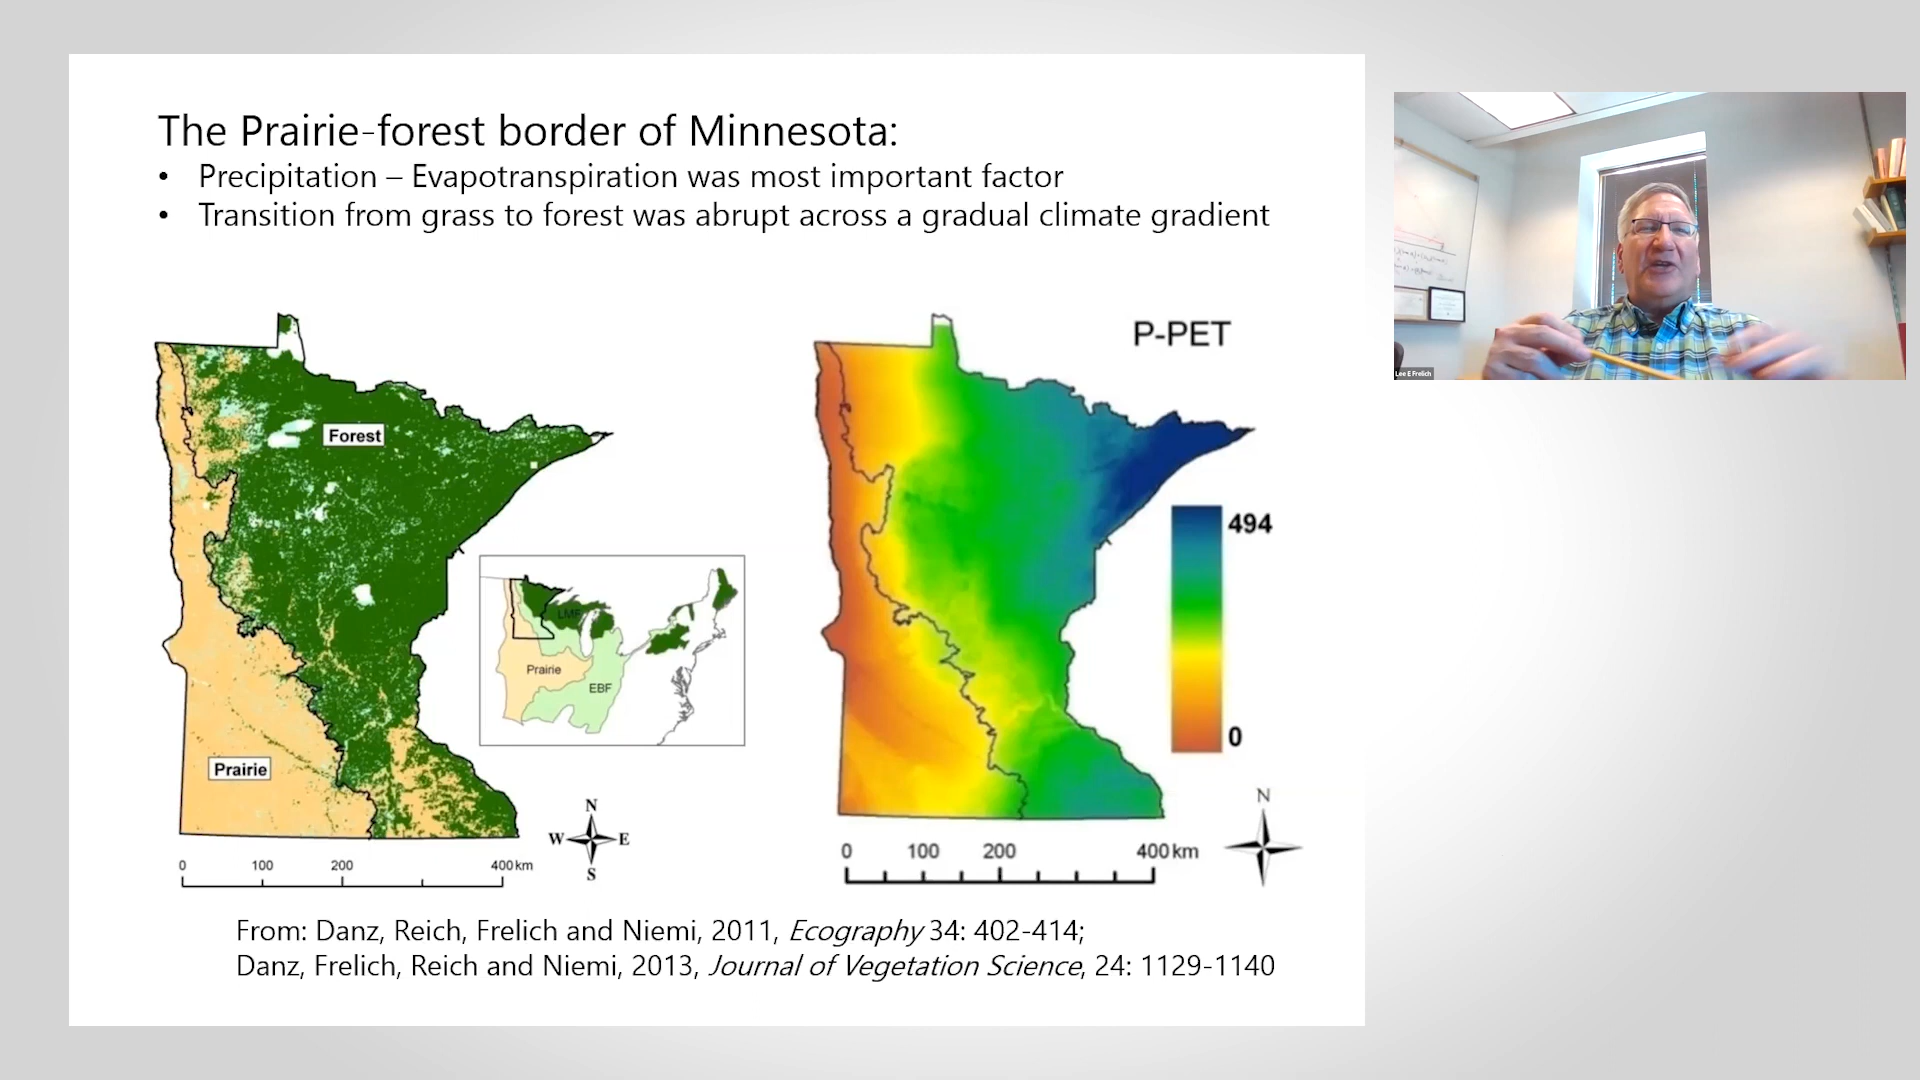 The Prairie-forest border of Minnesota:
• Precipitation – Evapotranspiration was most important factor
• Transition from grass to forest was abrupt across a gradual climate gradient
Forest
Prairie
LMF
Prairie
EBF
N
W E
S
0 100 200 400 km
P-PET
494
0
N
0 100 200 400 km
From: Danz, Reich, Frelich and Niemi, 2011, Ecography 34: 402-414;
Danz, Frelich, Reich and Niemi, 2013, Journal of Vegetation Science, 24: 1129-1140
Lee E Frelich